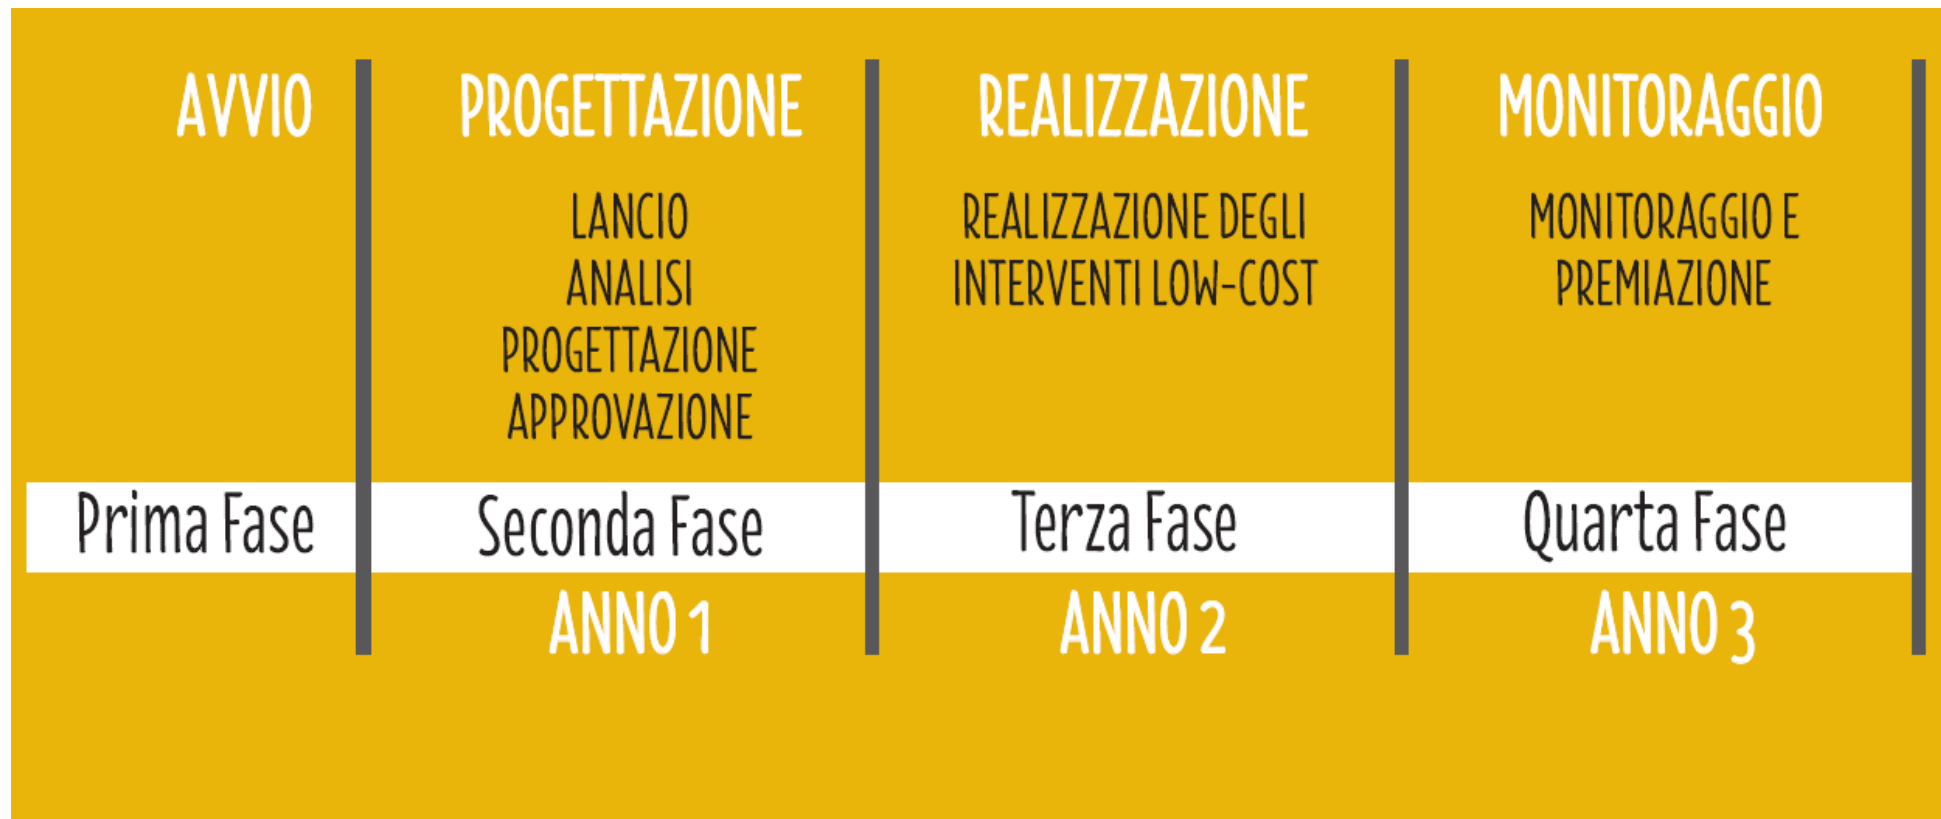 AVVIO
PROGETTAZIONE
REALIZZAZIONE
MONITORAGGIO
LANCIO
ANALISI
PROGETTAZIONE
APPROVAZIONE
REALIZZAZIONE DEGLI
INTERVENTI LOW-COST
MONITORAGGIO E
PREMIAZIONE
Prima Fase
Seconda Fase
Terza Fase
Quarta Fase
ANNO 1
ANNO 2
ANNO 3